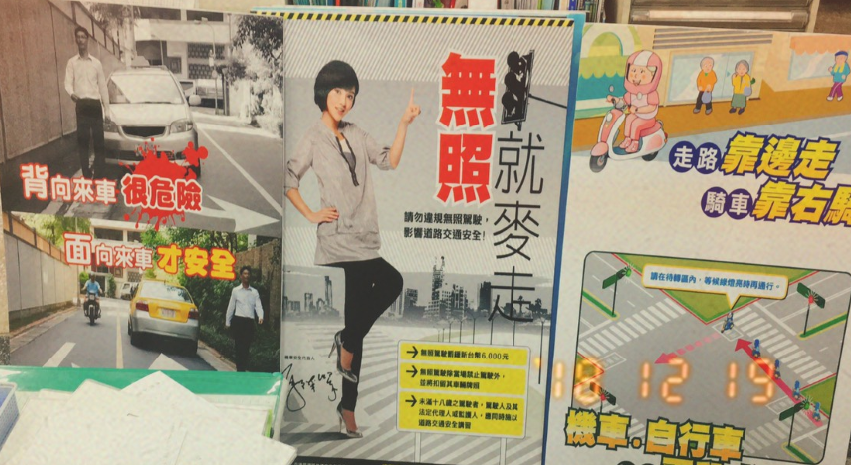 背向來車很危險
面向來車才安全
無照
就麥走
請勿違規無照駕駛,
影響道路交通安全!
無照駕駛罰鍰新台幣6,000元
無照駕駛除當場禁止駕駛外,
並將扣留其車輛牌照
未滿十八歲之駕駛者,駕駛人及其
法定代理人或監護人,應同時施以
道路交通安全講習
走路靠邊走
騎車靠右騎
請在待轉區內,等候綠燈亮時再通行。
機車.自行車
'18 12 19